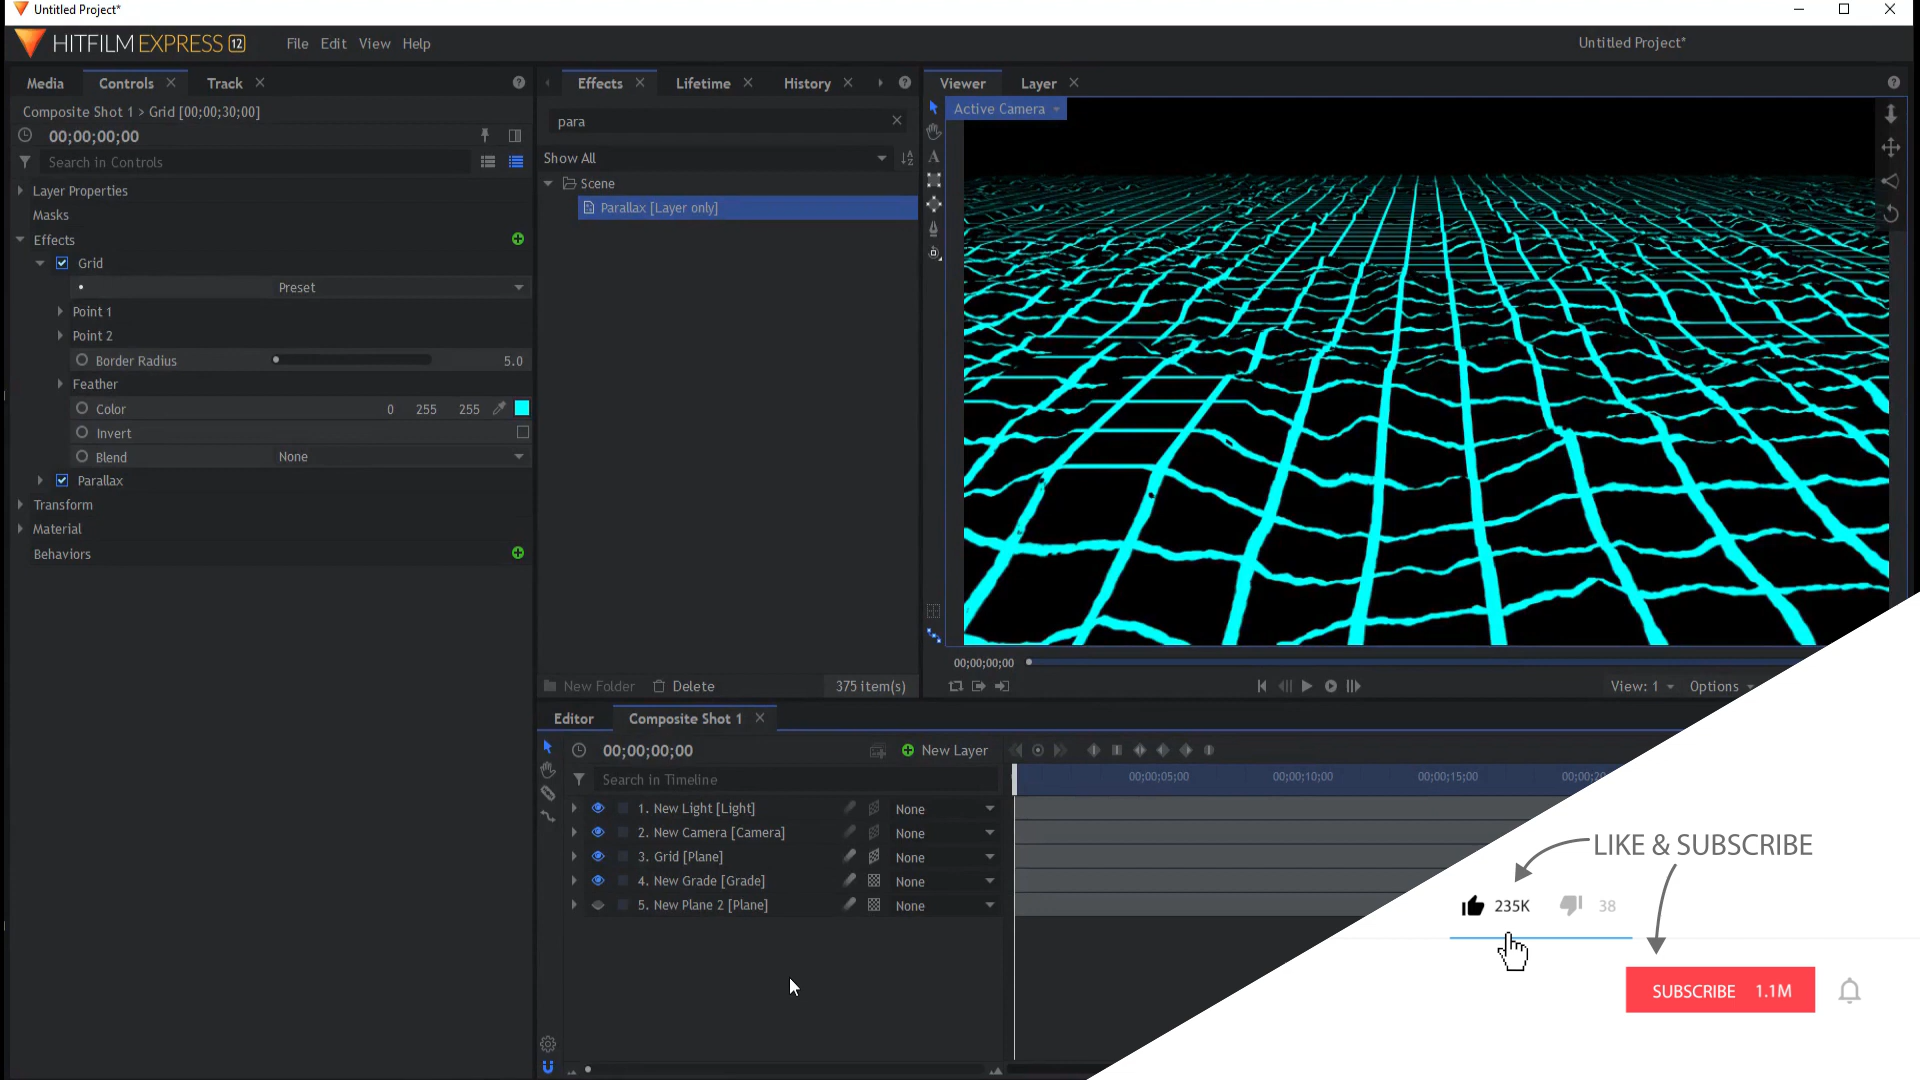 Untitled Project*
HITFILM EXPRESS 12
File Edit View Help
Untitled Project*
Media Controls Track
Effects Lifetime History
Viewer Layer
Composite Shot 1 > Grid [00;00;30;00]
00;00;00;00
Search in Controls
Layer Properties
Masks
Effects
Grid
Preset
Point 1
Point 2
Border Radius 5.0
Feather
Color 0 255 255
Invert
Blend None
Parallax
Transform
Material
Behaviors
para
Show All
Scene
Parallax [Layer only]
New Folder Delete 375 item(s)
Active Camera
00;00;00;00
View: 1 Options
Editor Composite Shot 1
00;00;00;00 New Layer
Search in Timeline
00;00;05;00 00;00;10;00 00;00;15;00 00;00;20
1. New Light [Light] None
2. New Camera [Camera] None
3. Grid [Plane] None
4. New Grade [Grade] None
5. New Plane 2 [Plane] None
LIKE & SUBSCRIBE
235K 38
SUBSCRIBE 1.1M